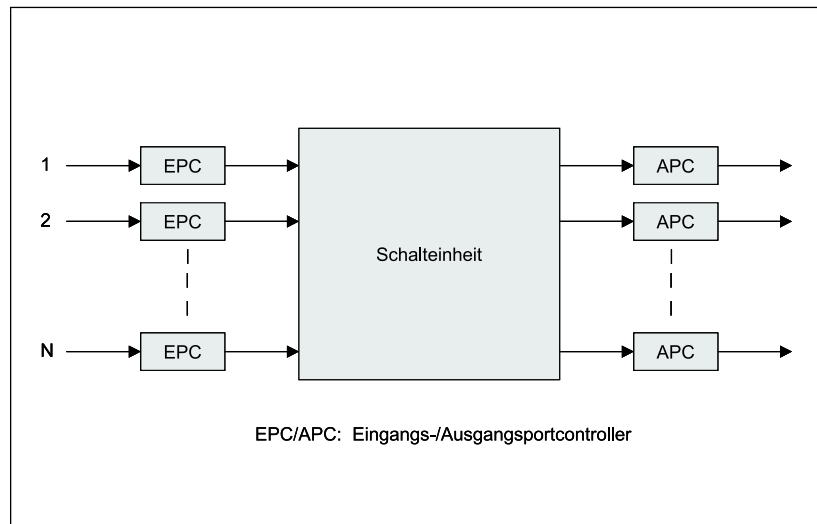 1 EPC APC
2 EPC APC
Schalteinheit
N EPC APC
EPC/APC: Eingangs-/Ausgangsportcontroller